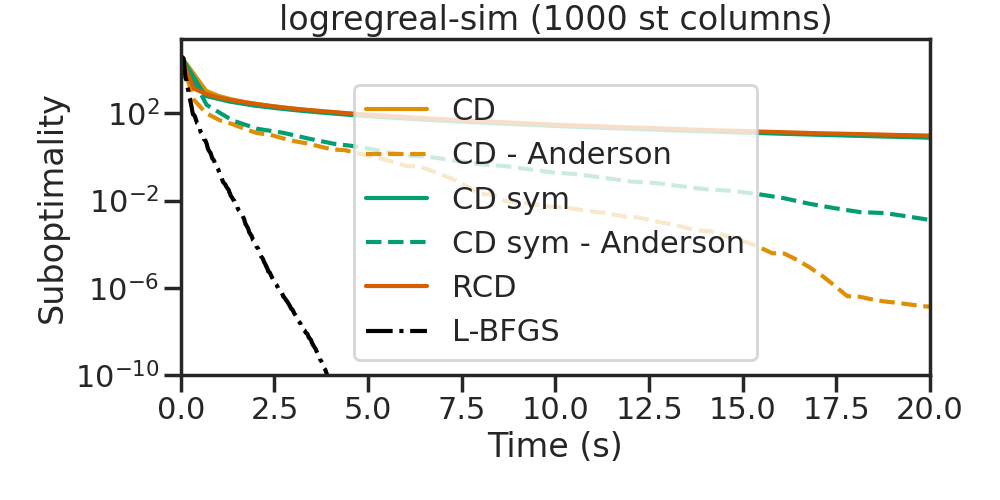 logregreal-sim (1000 st columns)
Suboptimality
10²
10⁻²
10⁻⁶
10⁻¹⁰
CD
CD - Anderson
CD sym
CD sym - Anderson
RCD
L-BFGS
0.0 2.5 5.0 7.5 10.0 12.5 15.0 17.5 20.0
Time (s)